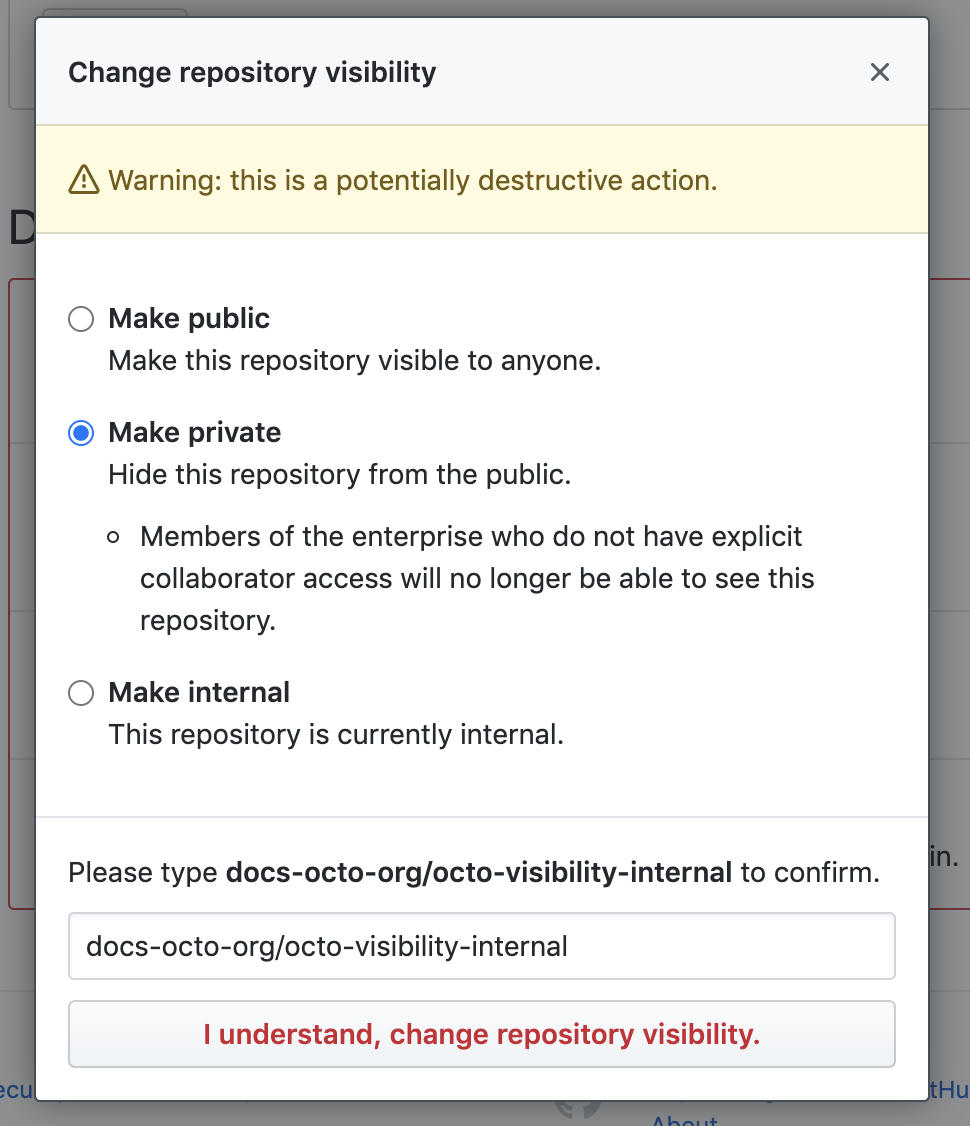 Change repository visibility
Warning: this is a potentially destructive action.
Make public
Make this repository visible to anyone.
Make private
Hide this repository from the public.
Members of the enterprise who do not have explicit
collaborator access will no longer be able to see this
repository.
Make internal
This repository is currently internal.
in.
Please type docs-octo-org/octo-visibility-internal to confirm.
docs-octo-org/octo-visibility-internal
I understand, change repository visibility.
ecu
tHu
About